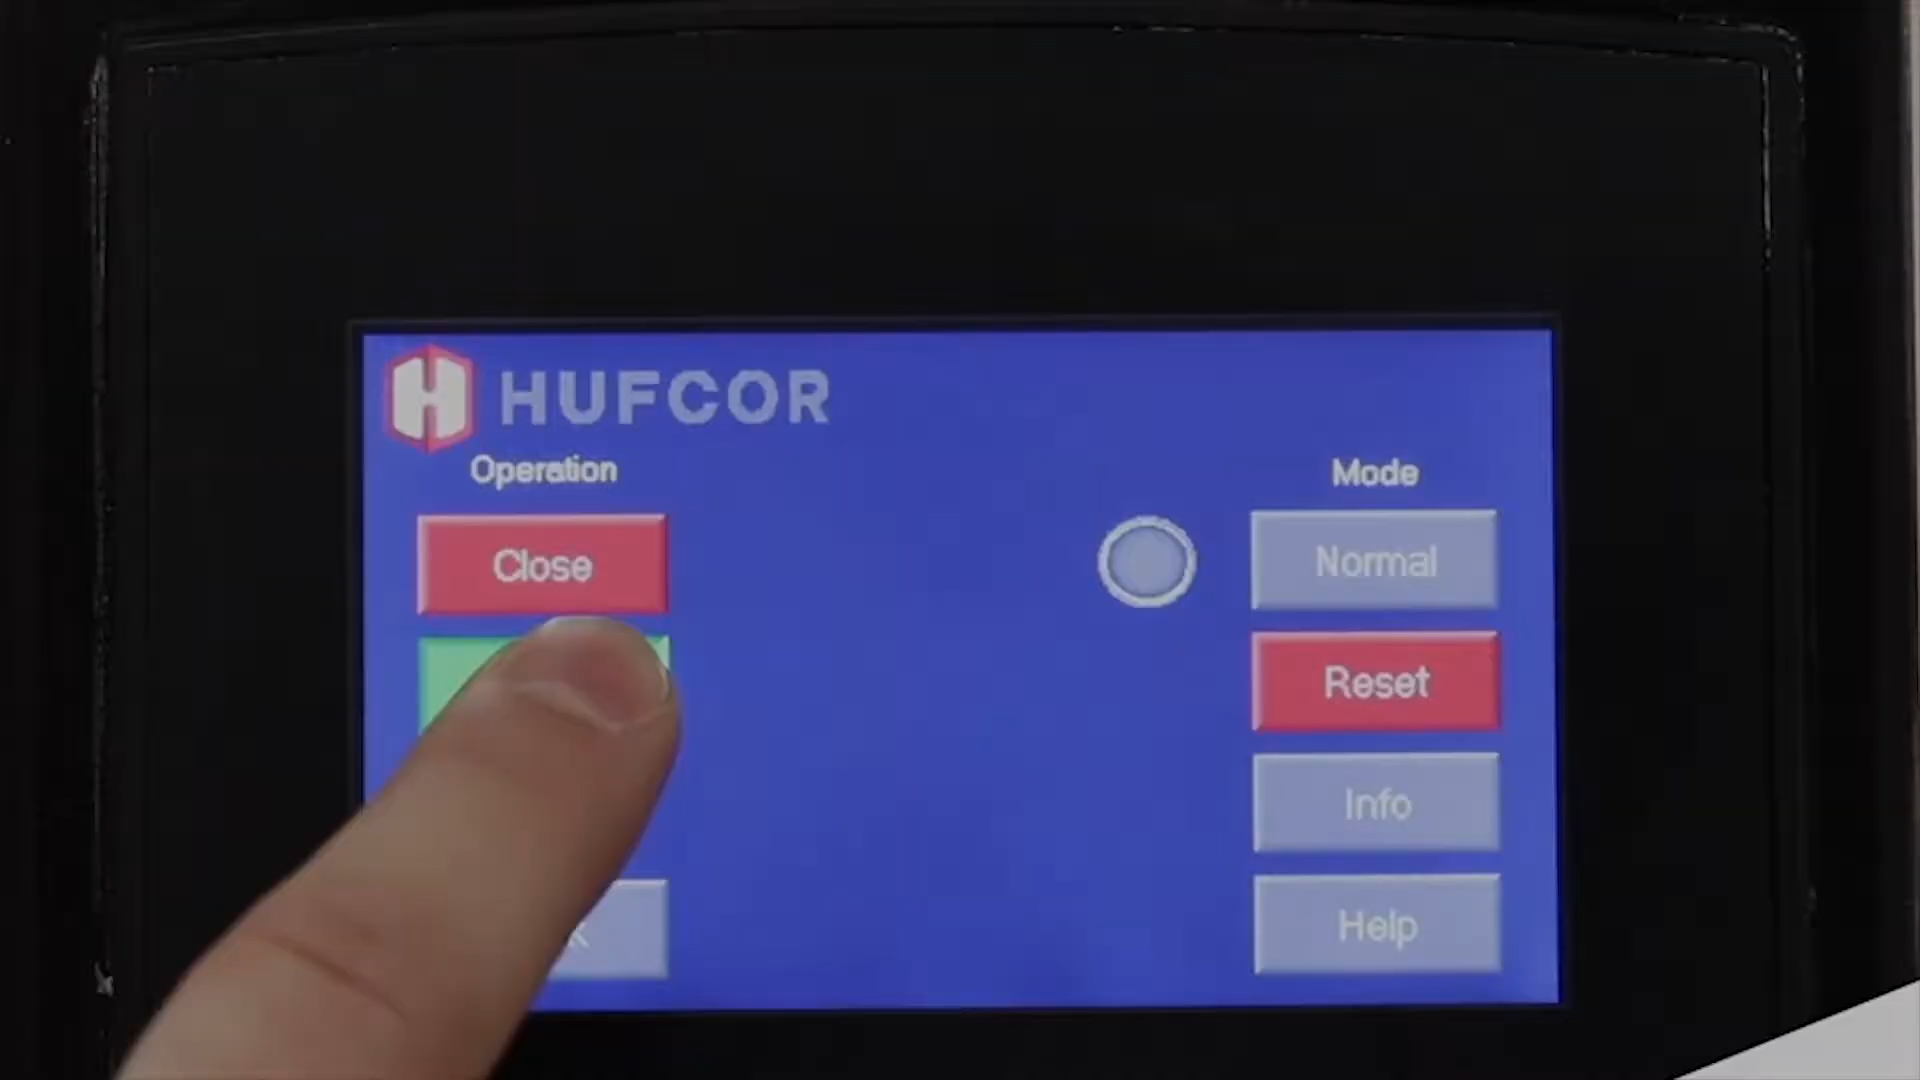 HUFCOR
Operation
Mode
Close
Normal
Reset
Info
Help